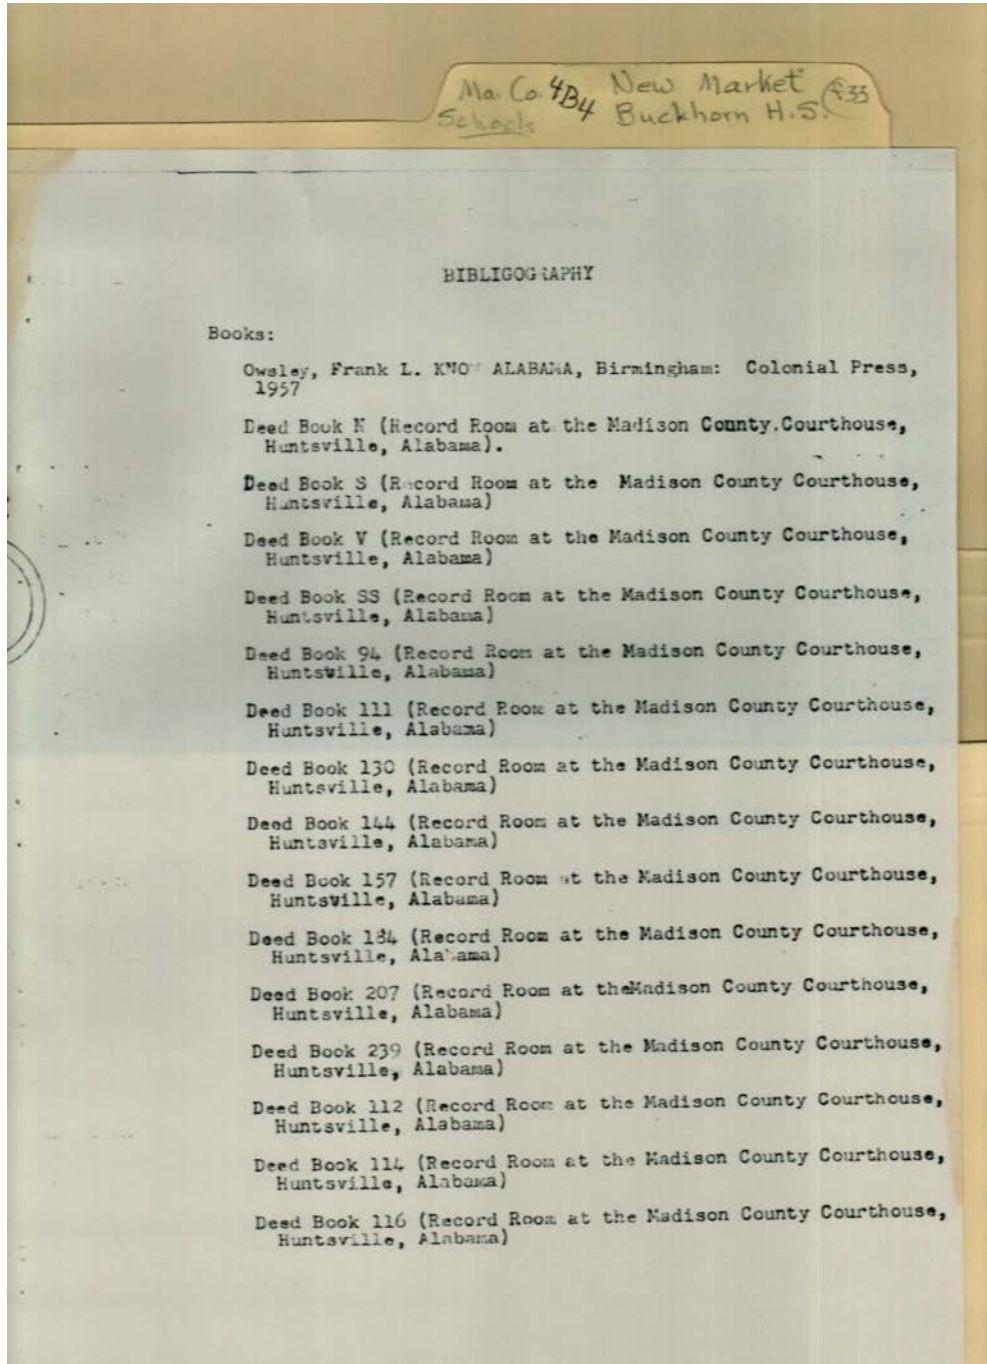 Ma. Co. 4B4 New Market f33
Schools Buckhorn H.S.
BIBLIGOGRAPHY
Books:
Owsley, Frank L. KNOW ALABAMA, Birmingham: Colonial Press,
1957
Deed Book N (Record Room at the Madison County.Courthouse,
Huntsville, Alabama).
Deed Book S (Record Room at the Madison County Courthouse,
Huntsville, Alabama)
Deed Book V (Record Room at the Madison County Courthouse,
Huntsville, Alabama)
Deed Book SS (Record Room at the Madison County Courthouse,
Huntsville, Alabama)
Deed Book 94 (Record Room at the Madison County Courthouse,
Huntsville, Alabama)
Deed Book 111 (Record Room at the Madison County Courthouse,
Huntsville, Alabama)
Deed Book 130 (Record Room at the Madison County Courthouse,
Huntsville, Alabama)
Deed Book 144 (Record Room at the Madison County Courthouse,
Huntsville, Alabama)
Deed Book 157 (Record Room at the Madison County Courthouse,
Huntsville, Alabama)
Deed Book 184 (Record Room at the Madison County Courthouse,
Huntsville, Alabama)
Deed Book 207 (Record Room at theMadison County Courthouse,
Huntsville, Alabama)
Deed Book 239 (Record Room at the Madison County Courthouse,
Huntsville, Alabama)
Deed Book 112 (Record Room at the Madison County Courthouse,
Huntsville, Alabama)
Deed Book 114 (Record Room at the Madison County Courthouse,
Huntsville, Alabama)
Deed Book 116 (Record Room at the Madison County Courthouse,
Huntsville, Alabama)